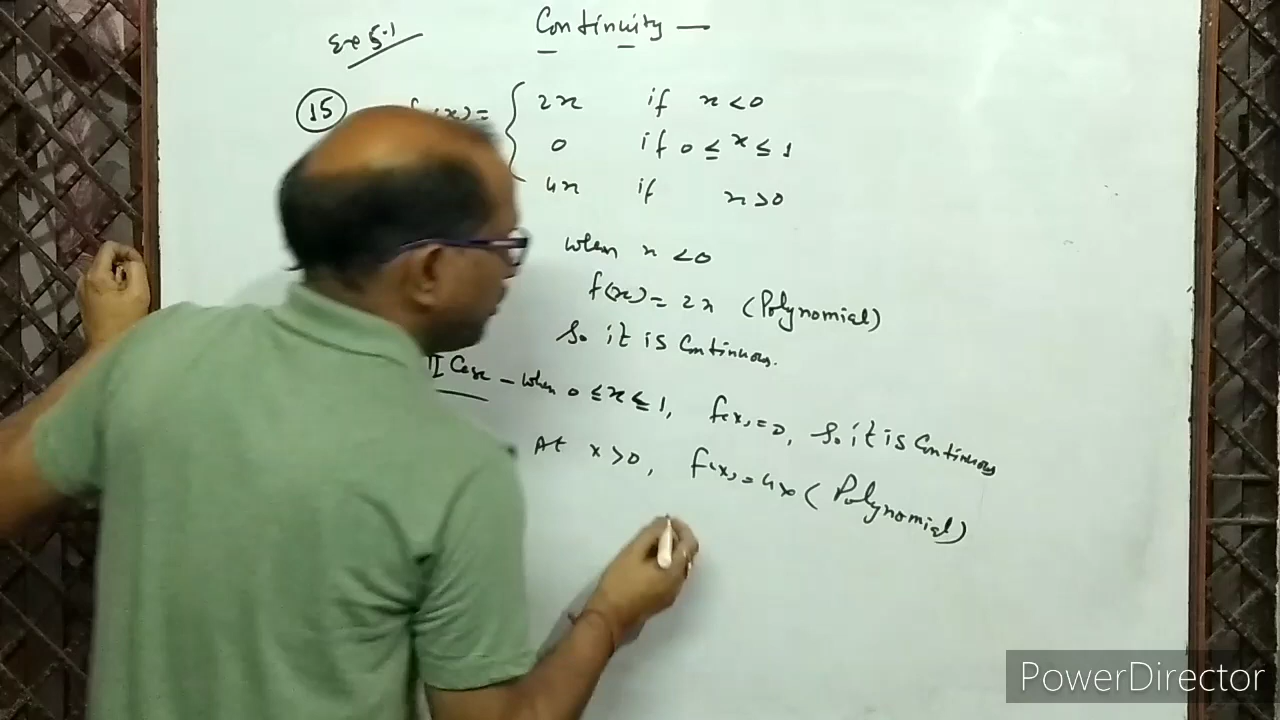 Exe 5.1
Continuity —
15 f(x) = { 2x if x < 0
0 if 0 ≤ x ≤ 1
4x if x > 0
when x < 0
f(x) = 2x (Polynomial)
So it is Continuous.
II Case – when 0 ≤ x ≤ 1, f(x) = 0, So it is Continuous
At x > 0, f(x) = 4x (Polynomial)
PowerDirector